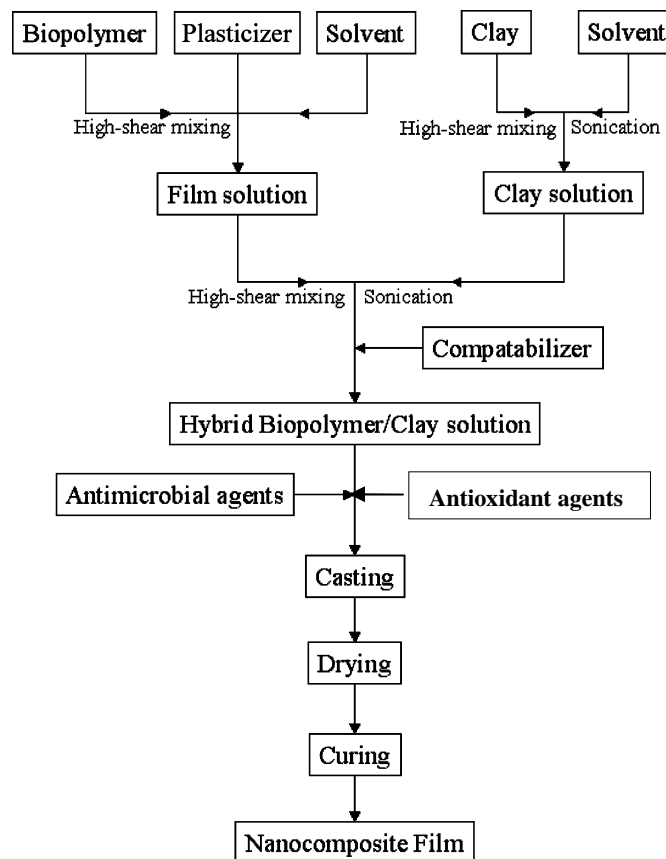 Biopolymer Plasticizer Solvent Clay Solvent
High-shear mixing High-shear mixing Sonication
Film solution Clay solution
High-shear mixing Sonication
Compatabilizer
Hybrid Biopolymer/Clay solution
Antimicrobial agents Antioxidant agents
Casting
Drying
Curing
Nanocomposite Film